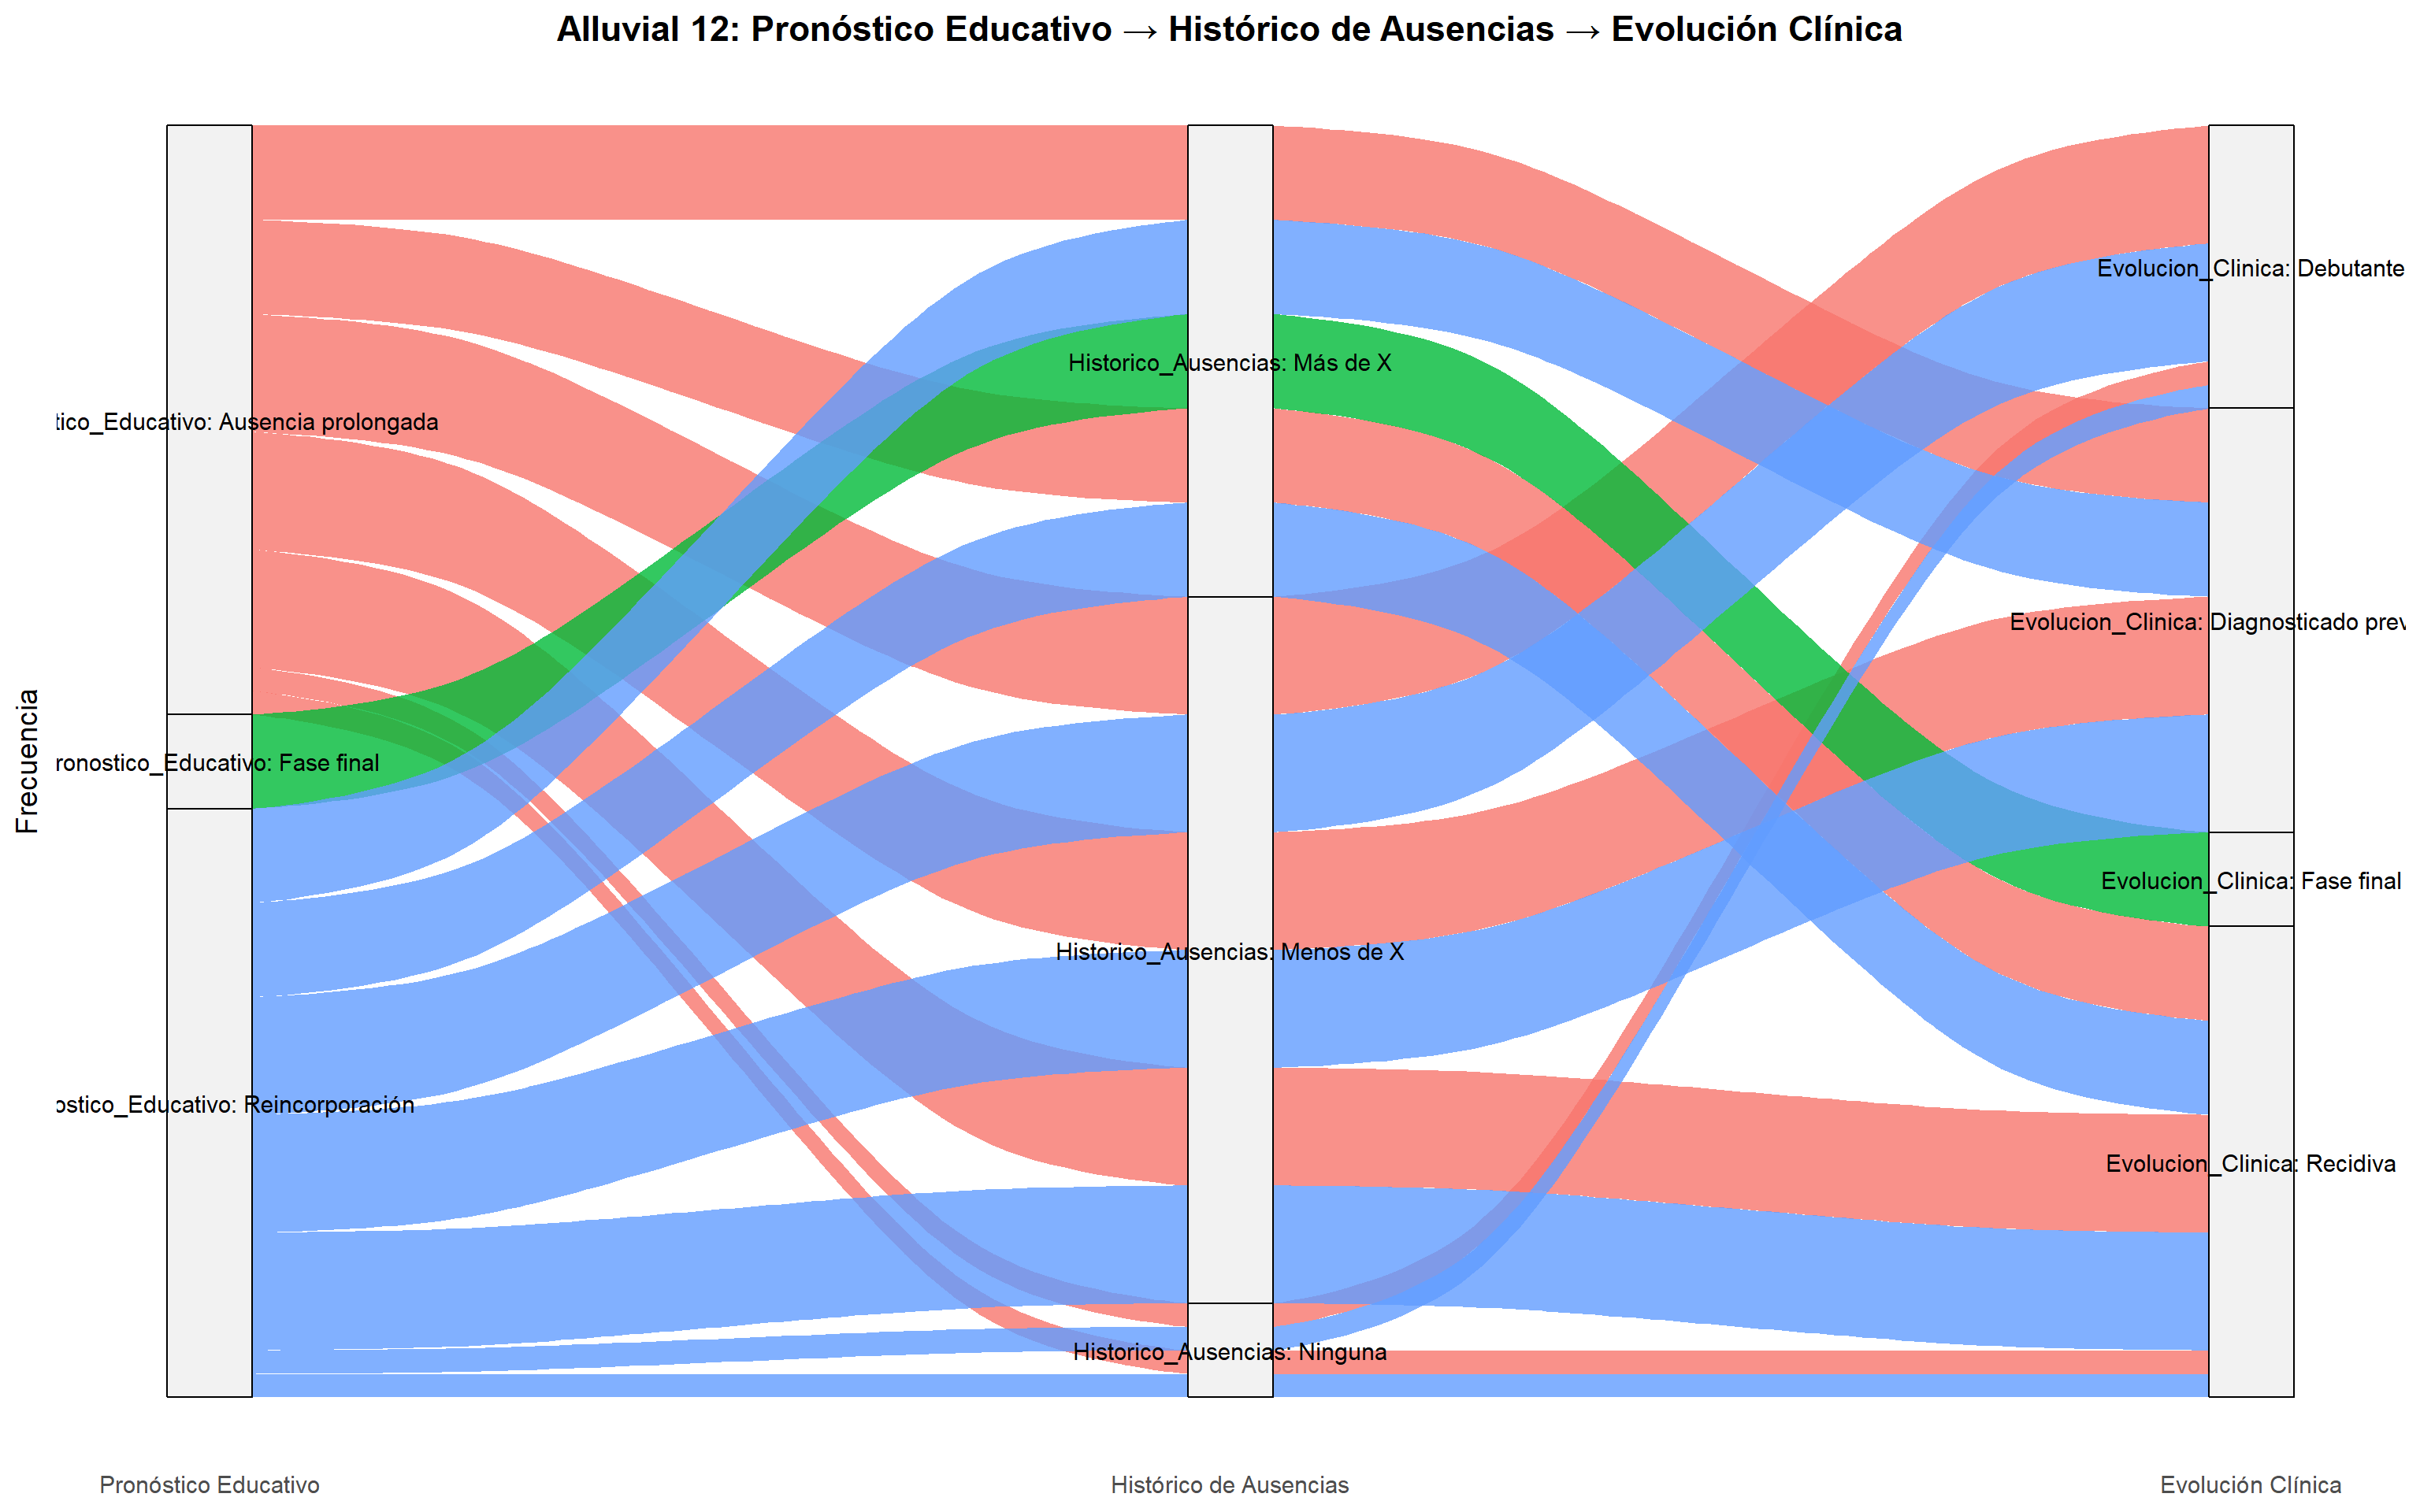 Alluvial 12: Pronóstico Educativo → Histórico de Ausencias → Evolución Clínica
Frecuencia
tico_Educativo: Ausencia prolongada
ronostico_Educativo: Fase final
ostico_Educativo: Reincorporación
Historico_Ausencias: Más de X
Historico_Ausencias: Menos de X
Historico_Ausencias: Ninguna
Evolucion_Clinica: Debutante
Evolucion_Clinica: Diagnosticado prev
Evolucion_Clinica: Fase final
Evolucion_Clinica: Recidiva
Pronóstico Educativo
Histórico de Ausencias
Evolución Clínica